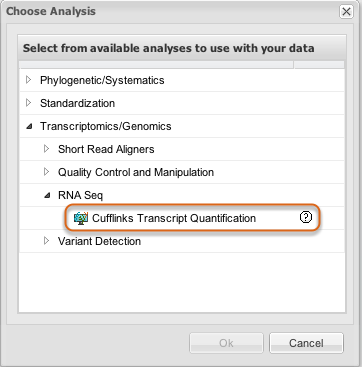 Choose Analysis
Select from available analyses to use with your data
Phylogenetic/Systematics
Standardization
Transcriptomics/Genomics
Short Read Aligners
Quality Control and Manipulation
RNA Seq
Cufflinks Transcript Quantification ?
Variant Detection
Ok Cancel